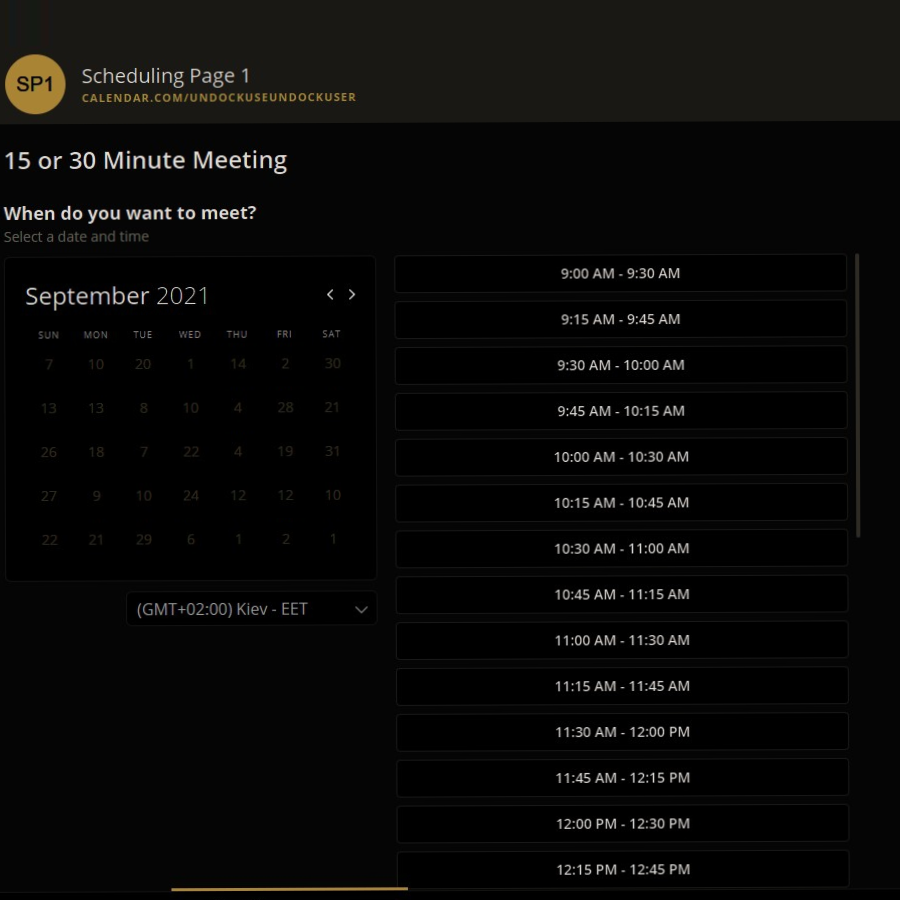 SP1
Scheduling Page 1
CALENDAR.COM/UNDOCKUSEUNDOCKUSER
15 or 30 Minute Meeting
When do you want to meet?
Select a date and time
September 2021
SUN MON TUE WED THU FRI SAT
7 10 20 1 14 2 30
13 13 8 10 4 28 21
26 18 7 22 4 19 31
27 9 10 24 12 12 10
22 21 29 6 1 2 1
(GMT+02:00) Kiev - EET
9:00 AM - 9:30 AM
9:15 AM - 9:45 AM
9:30 AM - 10:00 AM
9:45 AM - 10:15 AM
10:00 AM - 10:30 AM
10:15 AM - 10:45 AM
10:30 AM - 11:00 AM
10:45 AM - 11:15 AM
11:00 AM - 11:30 AM
11:15 AM - 11:45 AM
11:30 AM - 12:00 PM
11:45 AM - 12:15 PM
12:00 PM - 12:30 PM
12:15 PM - 12:45 PM